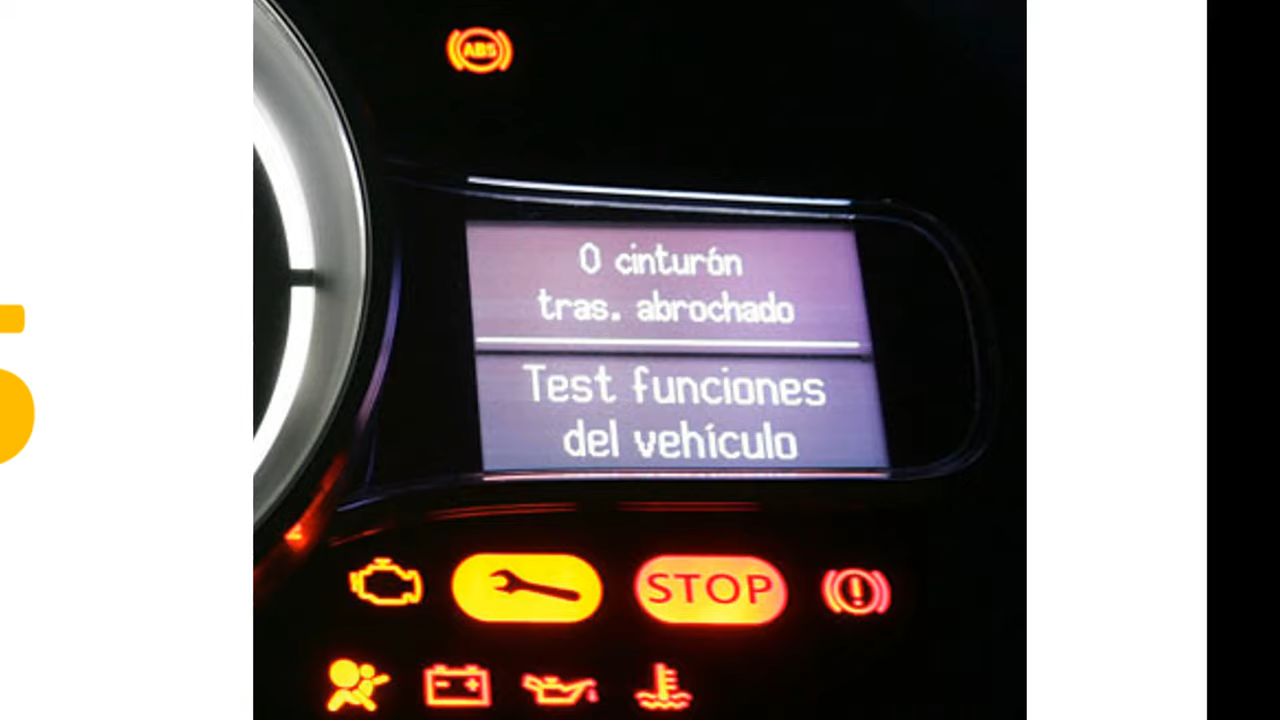 ABS
0 cinturón
tras. abrochado
Test funciones
del vehículo
STOP